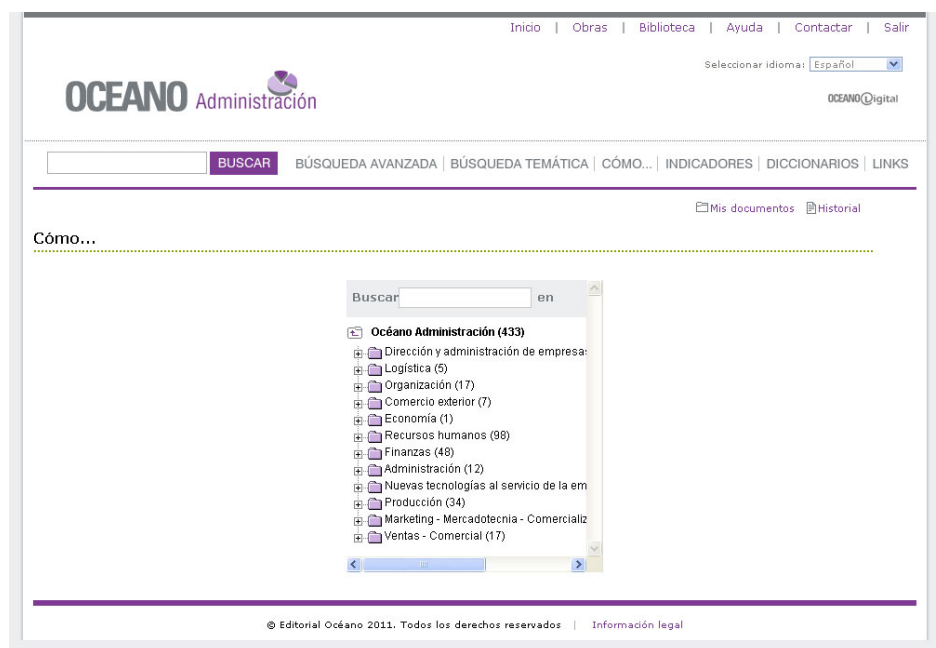 Inicio | Obras | Biblioteca | Ayuda | Contactar | Salir
Seleccionar idioma: Español
OCEANO Administración
OCEANO Digital
BUSCAR BÚSQUEDA AVANZADA | BÚSQUEDA TEMÁTICA | CÓMO... | INDICADORES | DICCIONARIOS | LINKS
Mis documentos Historial
Cómo...
Buscar en
Océano Administración (433)
Dirección y administración de empresas
Logística (5)
Organización (17)
Comercio exterior (7)
Economía (1)
Recursos humanos (98)
Finanzas (48)
Administración (12)
Nuevas tecnologías al servicio de la em
Producción (34)
Marketing - Mercadotecnia - Comercializ
Ventas - Comercial (17)
© Editorial Océano 2011. Todos los derechos reservados | Información legal